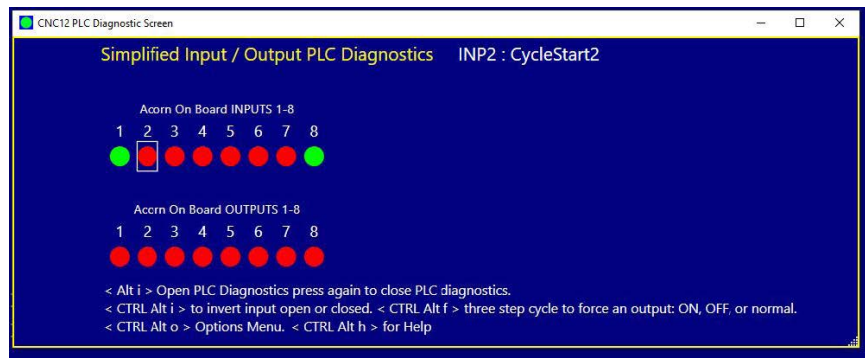 CNC12 PLC Diagnostic Screen
Simplified Input / Output PLC Diagnostics INP2 : CycleStart2
Acorn On Board INPUTS 1-8
1 2 3 4 5 6 7 8
Acorn On Board OUTPUTS 1-8
1 2 3 4 5 6 7 8
< Alt i > Open PLC Diagnostics press again to close PLC diagnostics.
< CTRL Alt i > to invert input open or closed. < CTRL Alt f > three step cycle to force an output: ON, OFF, or normal.
< CTRL Alt o > Options Menu. < CTRL Alt h > for Help